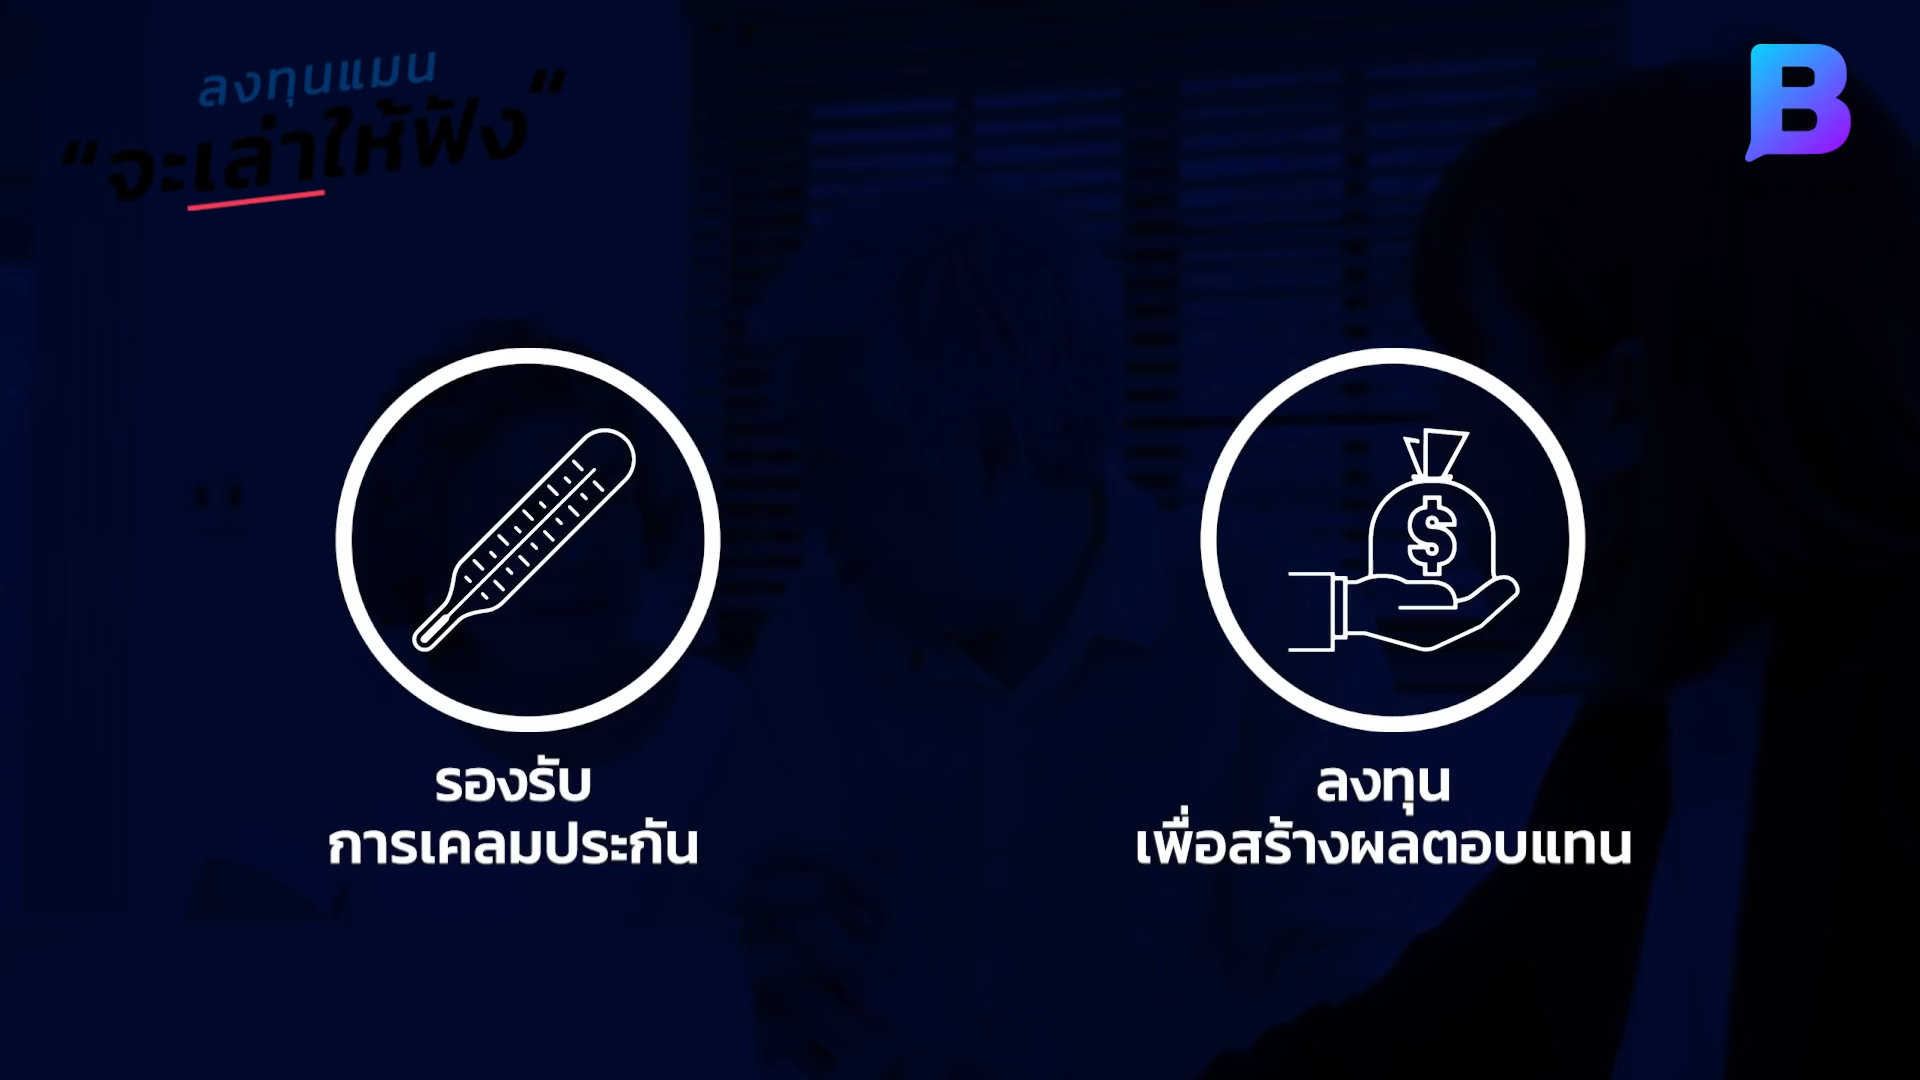 ลงทุนแมน
“จะเล่าให้ฟัง”
B
$
รองรับ
การเคลมประกัน
ลงทุน
เพื่อสร้างผลตอบแทน